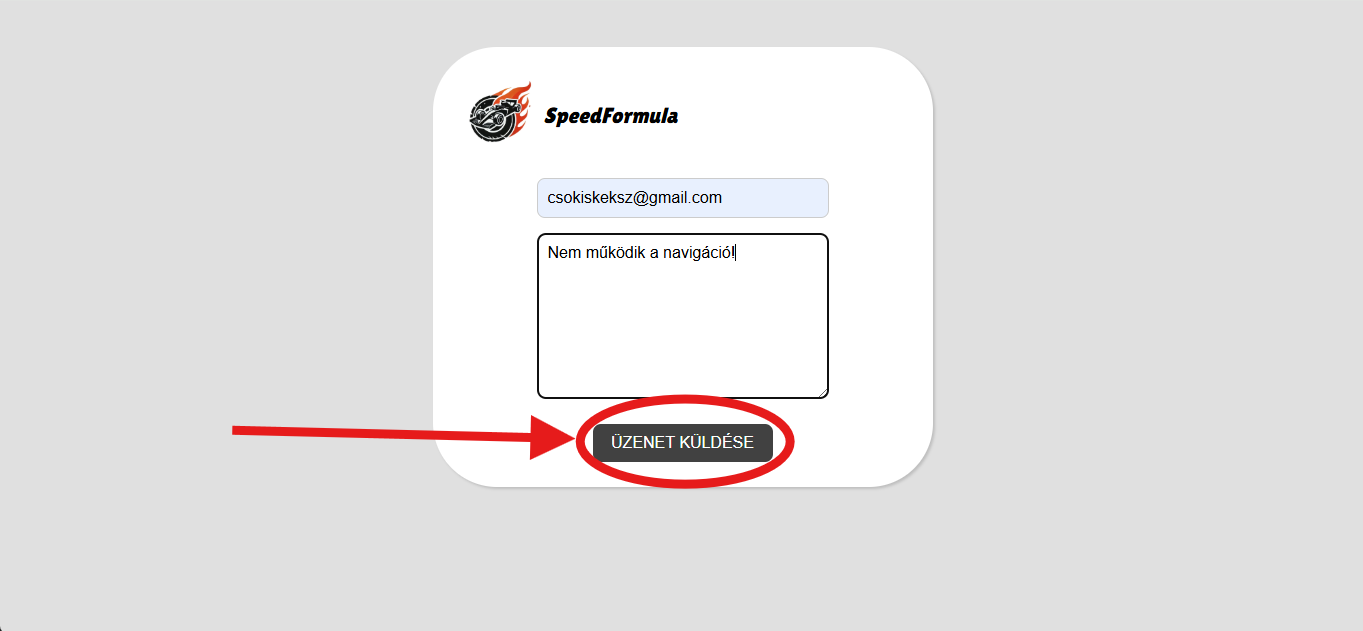 SpeedFormula
csokiskeksz@gmail.com
Nem működik a navigáció!
ÜZENET KÜLDÉSE